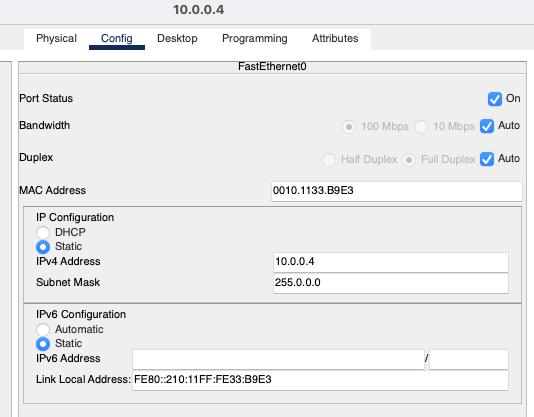 10.0.0.4
Physical Config Desktop Programming Attributes
FastEthernet0
Port Status On
Bandwidth 100 Mbps 10 Mbps Auto
Duplex Half Duplex Full Duplex Auto
MAC Address 0010.1133.B9E3
IP Configuration
DHCP
Static
IPv4 Address 10.0.0.4
Subnet Mask 255.0.0.0
IPv6 Configuration
Automatic
Static
IPv6 Address /
Link Local Address: FE80::210:11FF:FE33:B9E3